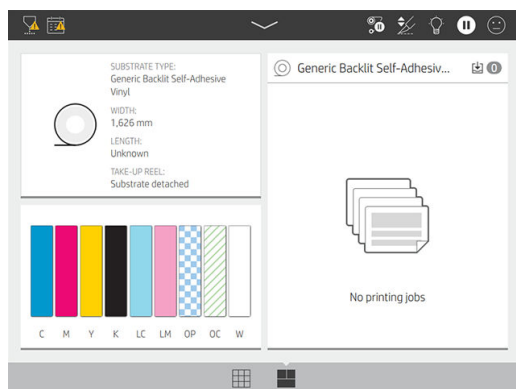 SUBSTRATE TYPE:
Generic Backlit Self-Adhesive
Vinyl
WIDTH:
1,626 mm
LENGTH:
Unknown
TAKE-UP REEL:
Substrate detached
C M Y K LC LM OP OC W
Generic Backlit Self-Adhesiv... 0
No printing jobs